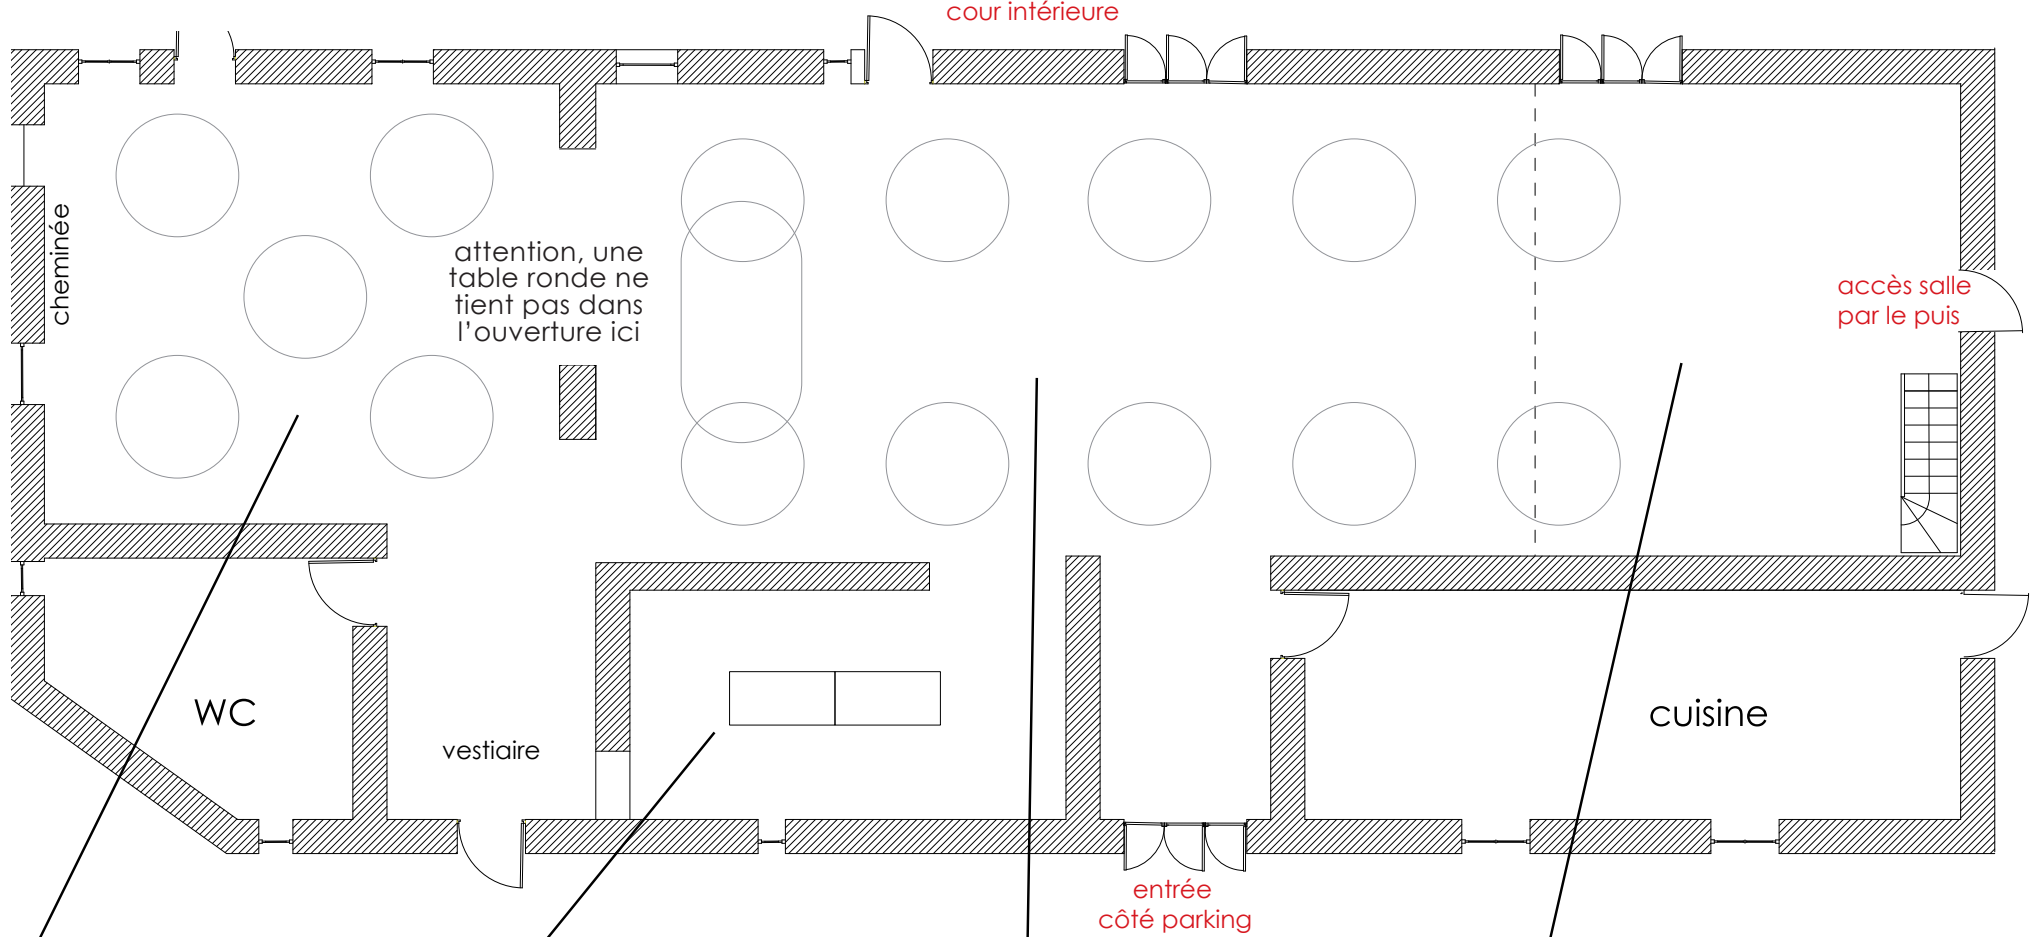 cour intérieure
cheminée
attention, une
table ronde ne
tient pas dans
l'ouverture ici
accès salle
par le puis
WC
vestiaire
cuisine
entrée
côté parking